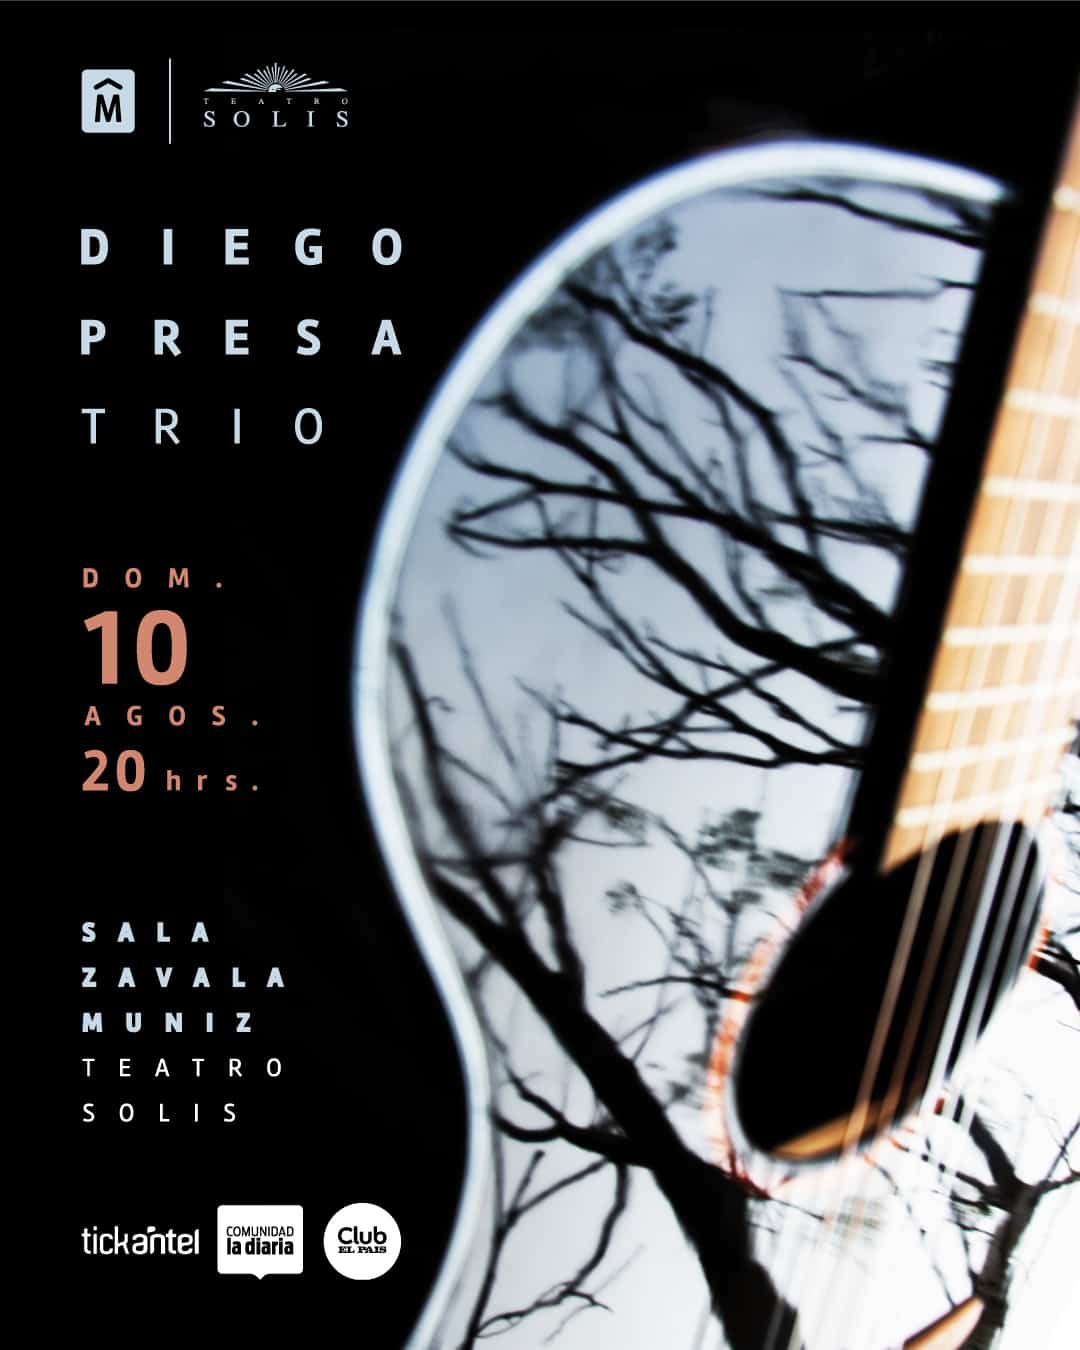 M
TEATRO
SOLIS
DIEGO
PRESA
TRIO
DOM.
10
AGOS.
20 hrs.
SALA
ZAVALA
MUNIZ
TEATRO
SOLIS
tickantel
COMUNIDAD
la diaria
Club
EL PAIS